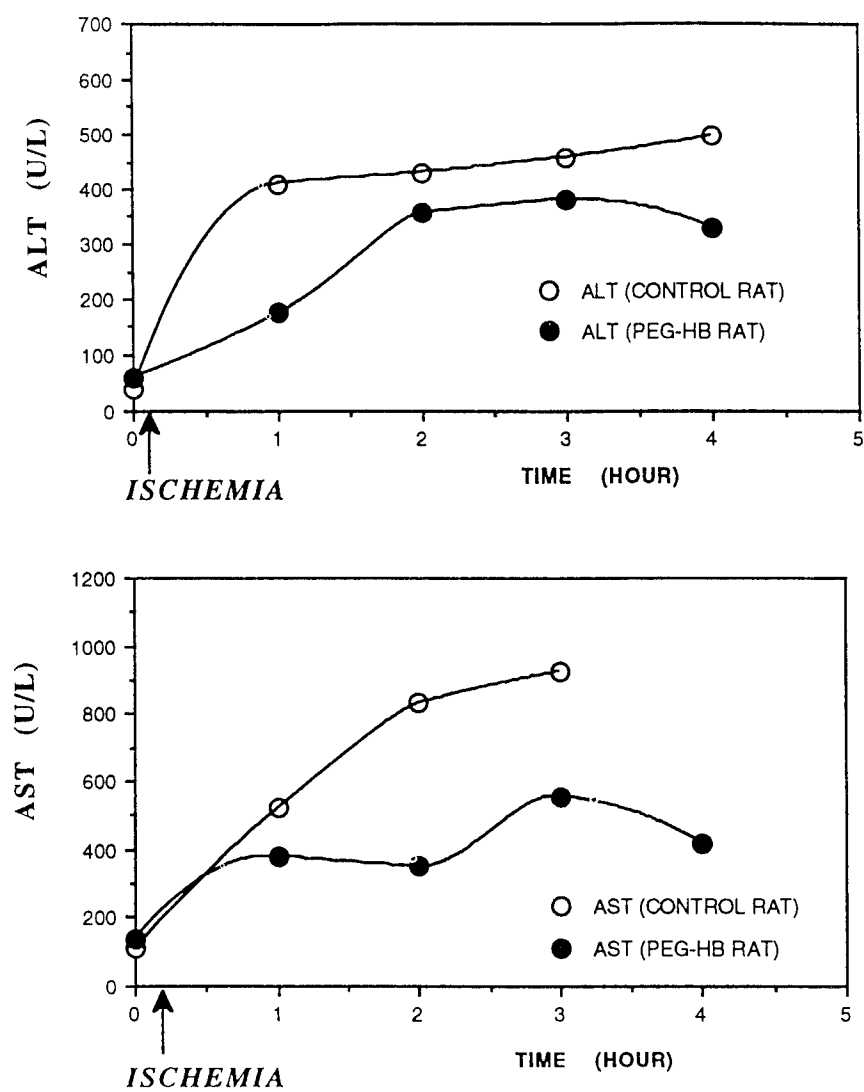 700
600
500
400
300
200
100
0
ALT (U/L)
ALT (CONTROL RAT)
ALT (PEG-HB RAT)
0 1 2 3 4 5
ISCHEMIA
TIME (HOUR)
1200
1000
800
600
400
200
0
AST (U/L)
AST (CONTROL RAT)
AST (PEG-HB RAT)
0 1 2 3 4 5
ISCHEMIA
TIME (HOUR)